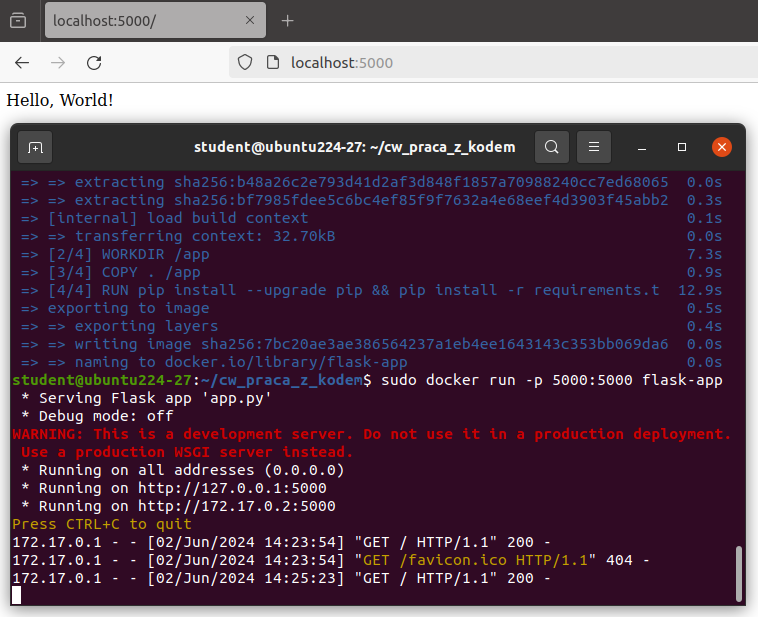 localhost:5000/
localhost:5000
Hello, World!
student@ubuntu224-27: ~/cw_praca_z_kodem
=> => extracting sha256:b48a26c2e793d41d2af3d848f1857a70988240cc7ed68065 0.0s
=> => extracting sha256:bf7985fdee5c6bc4ef85f9f7632a4e68eef4d3903f45abb2 0.3s
=> [internal] load build context 0.1s
=> => transferring context: 32.70kB 0.0s
=> [2/4] WORKDIR /app 7.3s
=> [3/4] COPY . /app 0.9s
=> [4/4] RUN pip install --upgrade pip && pip install -r requirements.t 12.9s
=> exporting to image 0.5s
=> => exporting layers 0.4s
=> => writing image sha256:7bc20ae3ae386564237a1eb4ee1643143c353bb069da6 0.0s
=> => naming to docker.io/library/flask-app 0.0s
student@ubuntu224-27:~/cw_praca_z_kodem$ sudo docker run -p 5000:5000 flask-app
* Serving Flask app 'app.py'
* Debug mode: off
WARNING: This is a development server. Do not use it in a production deployment.
Use a production WSGI server instead.
* Running on all addresses (0.0.0.0)
* Running on http://127.0.0.1:5000
* Running on http://172.17.0.2:5000
Press CTRL+C to quit
172.17.0.1 - - [02/Jun/2024 14:23:54] "GET / HTTP/1.1" 200 -
172.17.0.1 - - [02/Jun/2024 14:23:54] "GET /favicon.ico HTTP/1.1" 404 -
172.17.0.1 - - [02/Jun/2024 14:25:23] "GET / HTTP/1.1" 200 -